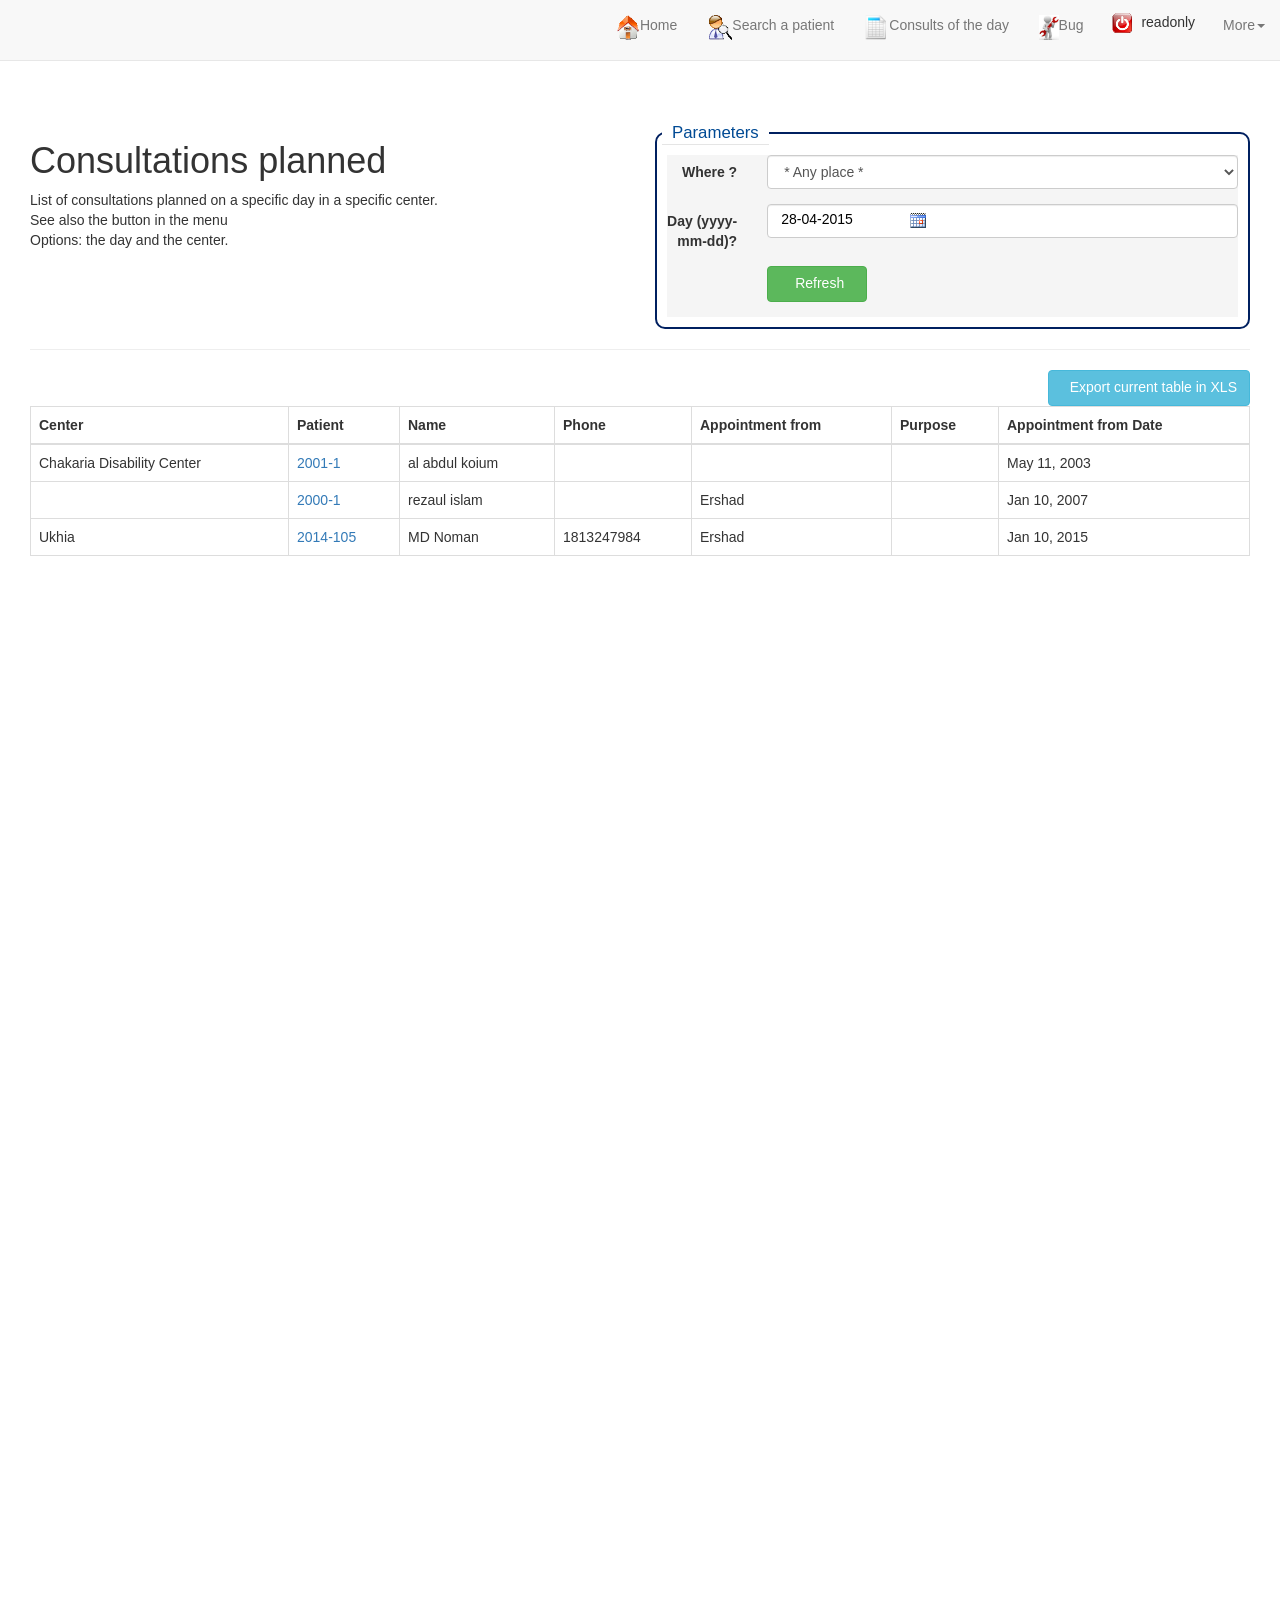 Home Search a patient Consults of the day Bug readonly More
Parameters
Consultations planned
List of consultations planned on a specific day in a specific center.
See also the button in the menu
Options: the day and the center.
Where ? * Any place *
Day (yyyy-
mm-dd)? 28-04-2015
Refresh
Export current table in XLS
Center Patient Name Phone Appointment from Purpose Appointment from Date
Chakaria Disability Center 2001-1 al abdul koium May 11, 2003
2000-1 rezaul islam Ershad Jan 10, 2007
Ukhia 2014-105 MD Noman 1813247984 Ershad Jan 10, 2015